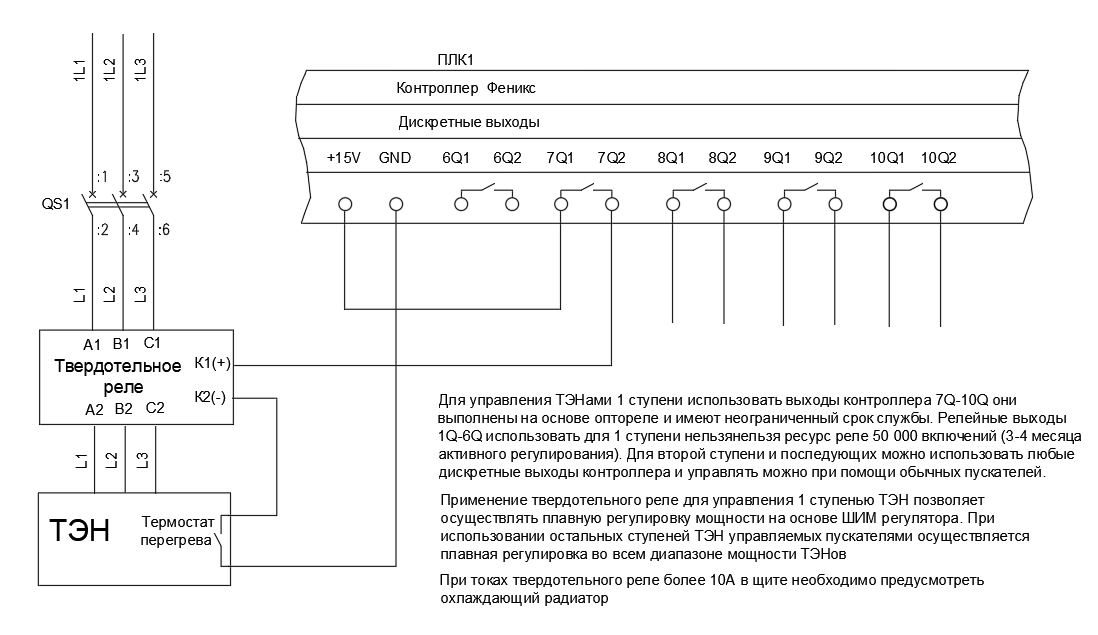 ПЛК1
Контроллер Феникс
Дискретные выходы
+15V GND 6Q1 6Q2 7Q1 7Q2 8Q1 8Q2 9Q1 9Q2 10Q1 10Q2
1L1 1L2 1L3
:1 :3 :5
QS1
:2 :4 :6
L1 L2 L3
A1 B1 C1
Твердотельное
реле
K1(+)
K2(-)
A2 B2 C2
L1 L2 L3
ТЭН
Термостат
перегрева
Для управления ТЭНами 1 ступени использовать выходы контроллера 7Q-10Q они
выполнены на основе оптореле и имеют неограниченный срок службы. Релейные выходы
1Q-6Q использовать для 1 ступени нельзянельзя ресурс реле 50 000 включений (3-4 месяца
активного регулирования). Для второй ступени и последующих можно использовать любые
дискретные выходы контроллера и управлять можно при помощи обычных пускателей.
Применение твердотельного реле для управления 1 ступенью ТЭН позволяет
осуществлять плавную регулировку мощности на основе ШИМ регулятора. При
использовании остальных ступеней ТЭН управляемых пускателями осуществляется
плавная регулировка во всем диапазоне мощности ТЭНов
При токах твердотельного реле более 10А в щите необходимо предусмотреть
охлаждающий радиатор